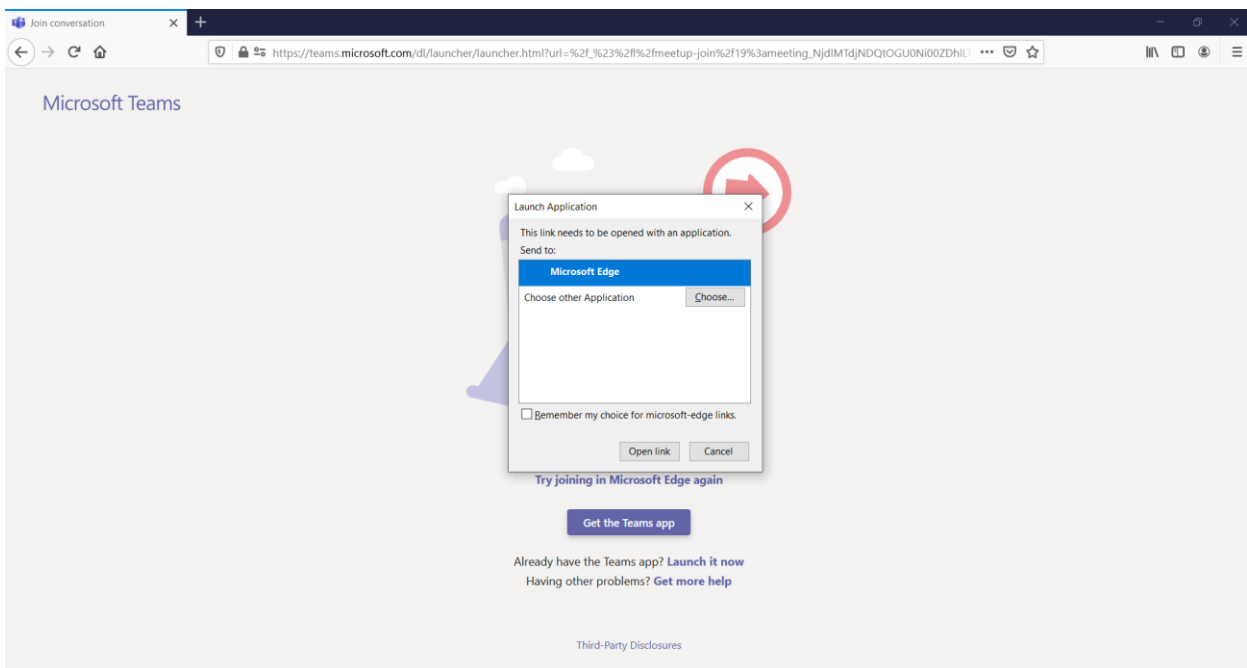 Join conversation
https://teams.microsoft.com/dl/launcher/launcher.html?url=%2f_%23%2fl%2fmeetup-join%2f19%3ameeting_NjdlMTdjNDQtOGU0Ni00ZDhlL
Microsoft Teams
Launch Application
This link needs to be opened with an application.
Send to:
Microsoft Edge
Choose other Application Choose...
Remember my choice for microsoft-edge links.
Open link Cancel
Try joining in Microsoft Edge again
Get the Teams app
Already have the Teams app? Launch it now
Having other problems? Get more help
Third-Party Disclosures